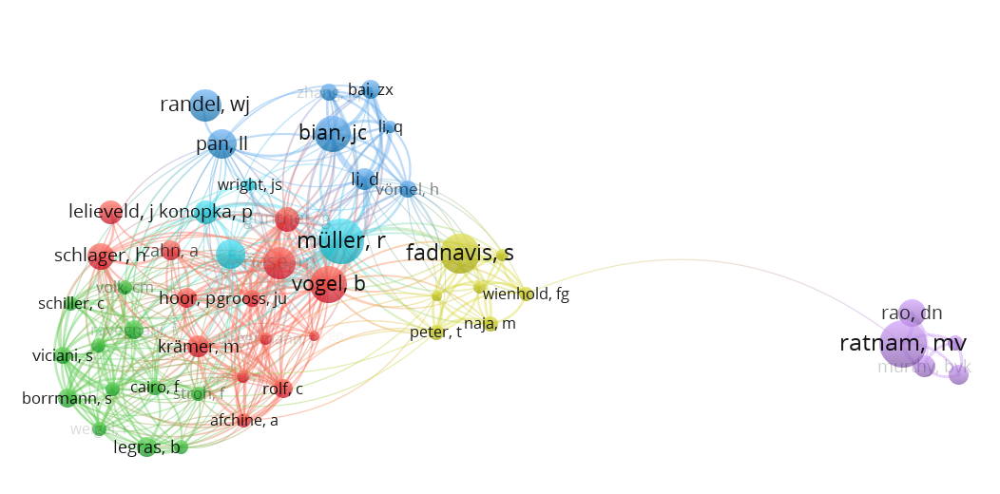 bai, zx
randel, wj
li, q
bian, jc
pan, ll
li, d
wright, js
vömel, h
lelieveld, j
konopka, p
müller, r
schlager, h
zahn, a
fadnavis, s
vogel, b
volk, cm
hoor, p
grooss, ju
wienhold, fg
schiller, c
rao, dn
naja, m
peter, t
krämer, m
ratnam, mv
viciani, s
murthy, bvk
cairo, f
stroh, f
rolf, c
borrmann, s
afchine, a
legras, b